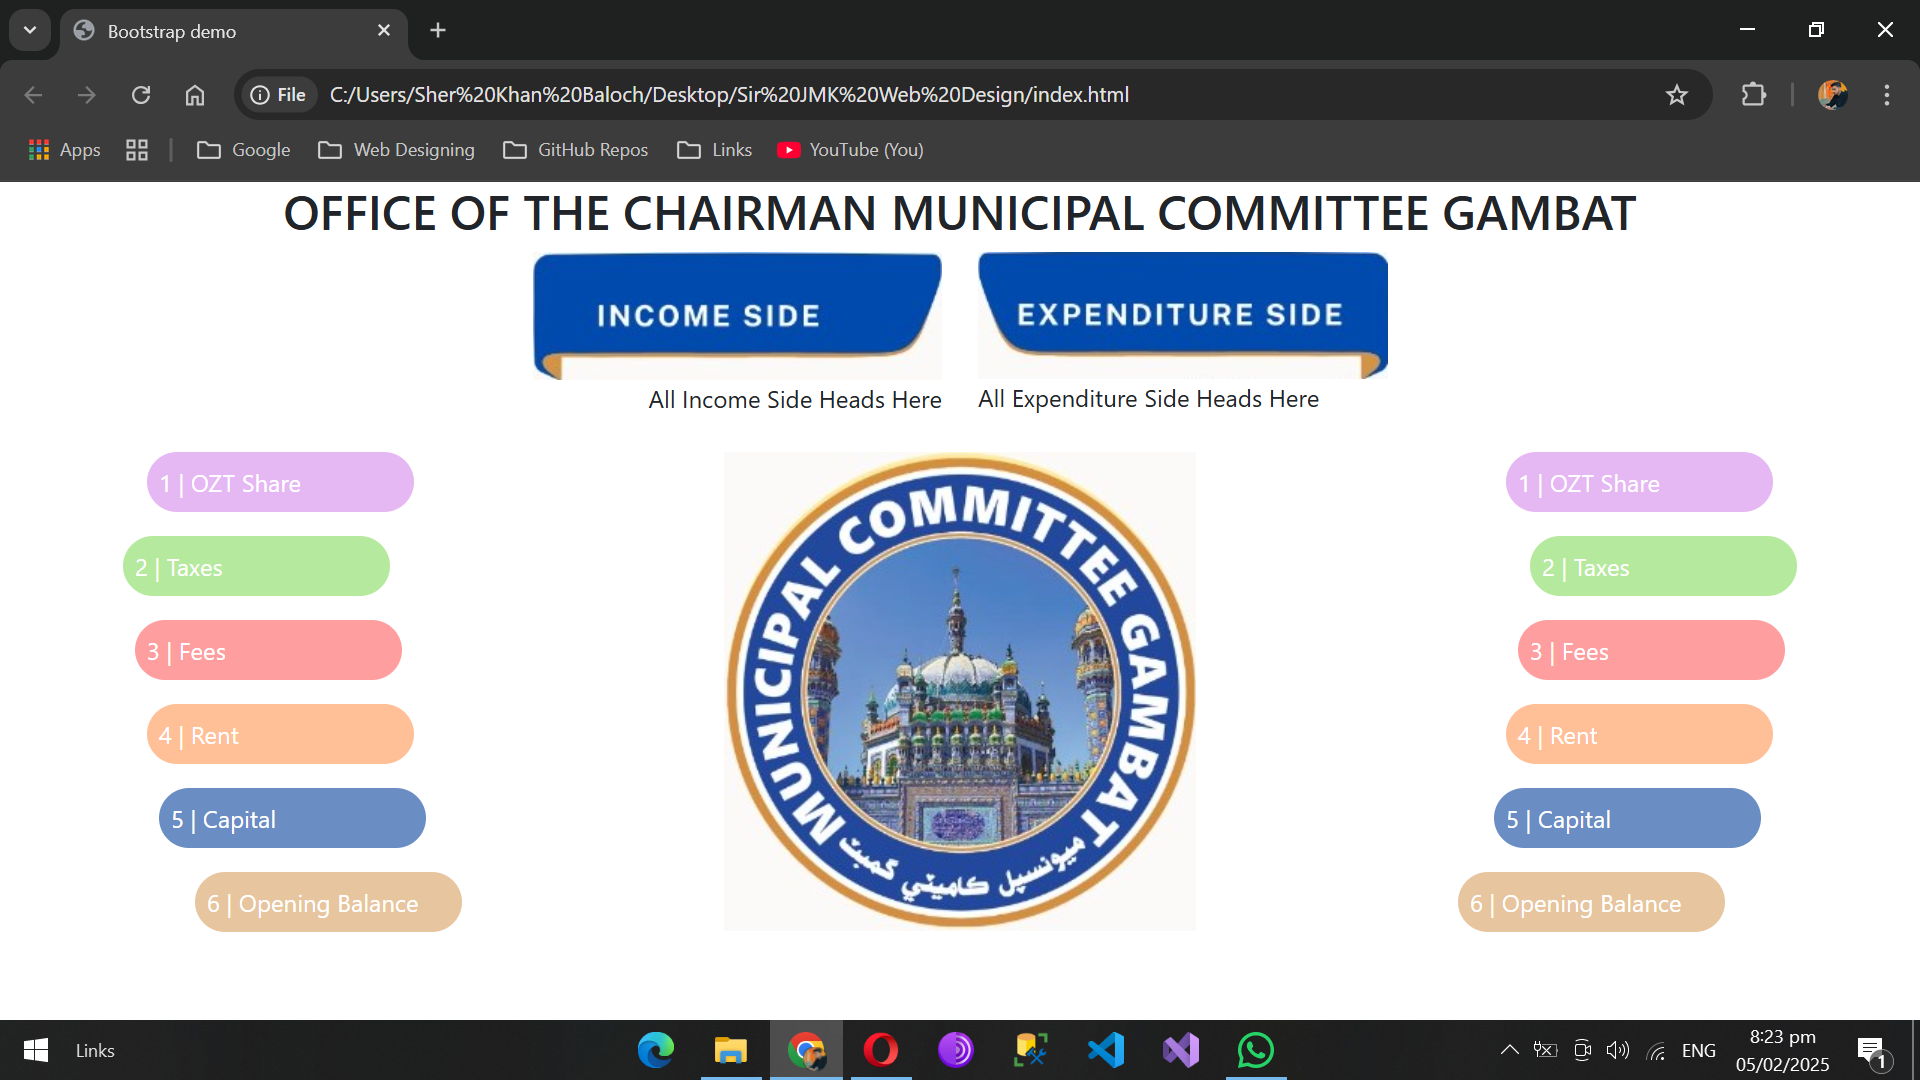 Bootstrap demo
File
C:/Users/Sher%20Khan%20Baloch/Desktop/Sir%20JMK%20Web%20Design/index.html
Apps
Google
Web Designing
GitHub Repos
Links
YouTube (You)
OFFICE OF THE CHAIRMAN MUNICIPAL COMMITTEE GAMBAT
INCOME SIDE
EXPENDITURE SIDE
All Income Side Heads Here
All Expenditure Side Heads Here
1 | OZT Share
2 | Taxes
3 | Fees
4 | Rent
5 | Capital
6 | Opening Balance
MUNICIPAL COMMITTEE GAMBAT
ميونسپل ڪاميٽي گمبٽ
1 | OZT Share
2 | Taxes
3 | Fees
4 | Rent
5 | Capital
6 | Opening Balance
Links
ENG
8:23 pm
05/02/2025
1